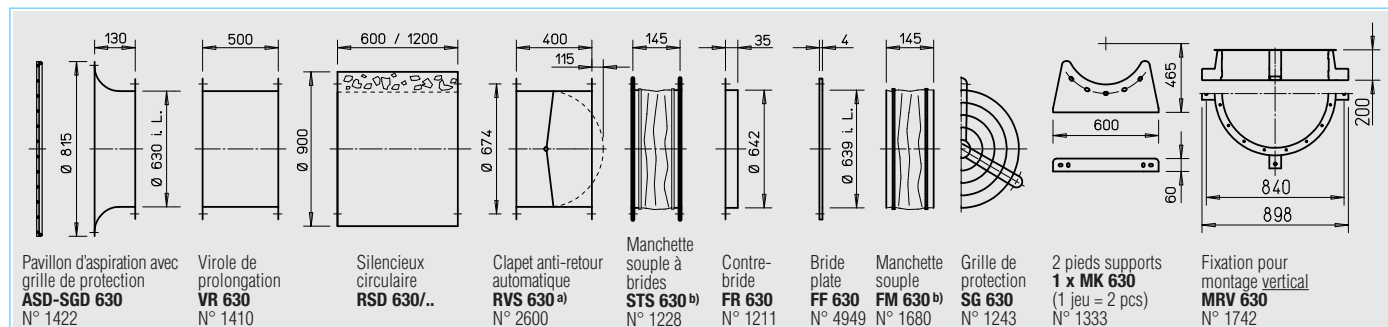 130
Ø 815
Ø 630 i. L.
500
600 / 1200
Ø 900
400
115
Ø 674
145
35
Ø 642
4
Ø 639 i. L.
145
465
600
60
200
840
898
Pavillon d'aspiration avec
grille de protection
ASD-SGD 630
N° 1422
Virole de
prolongation
VR 630
N° 1410
Silencieux
circulaire
RSD 630/..
Clapet anti-retour
automatique
RVS 630 a)
N° 2600
Manchette
souple à
brides
STS 630 b)
N° 1228
Contre-
bride
FR 630
N° 1211
Bride
plate
FF 630
N° 4949
Manchette
souple
FM 630 b)
N° 1680
Grille de
protection
SG 630
N° 1243
2 pieds supports
1 x MK 630
(1 jeu = 2 pcs)
N° 1333
Fixation pour
montage vertical
MRV 630
N° 1742